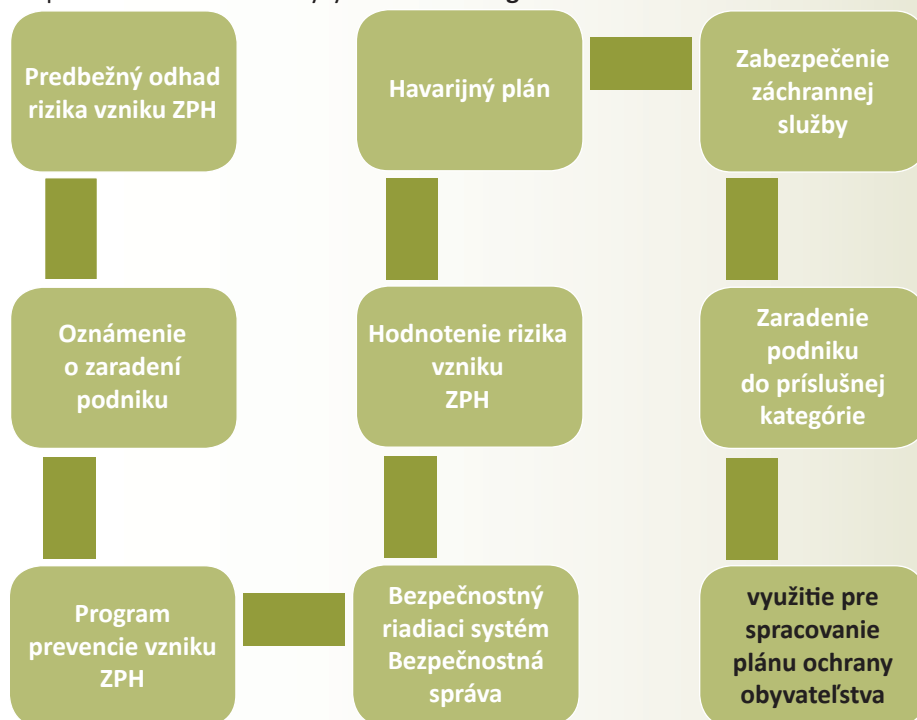 Predbežný odhad
rizika vzniku ZPH
Oznámenie
o zaradení
podniku
Program
prevencie vzniku
ZPH
Bezpečnostný
riadiaci systém
Bezpečnostná
správa
Hodnotenie rizika
vzniku
ZPH
Havarijný plán
Zabezpečenie
záchrannej
služby
Zaradenie
podniku
do príslušnej
kategórie
využitie pre
spracovanie
plánu ochrany
obyvateľstva